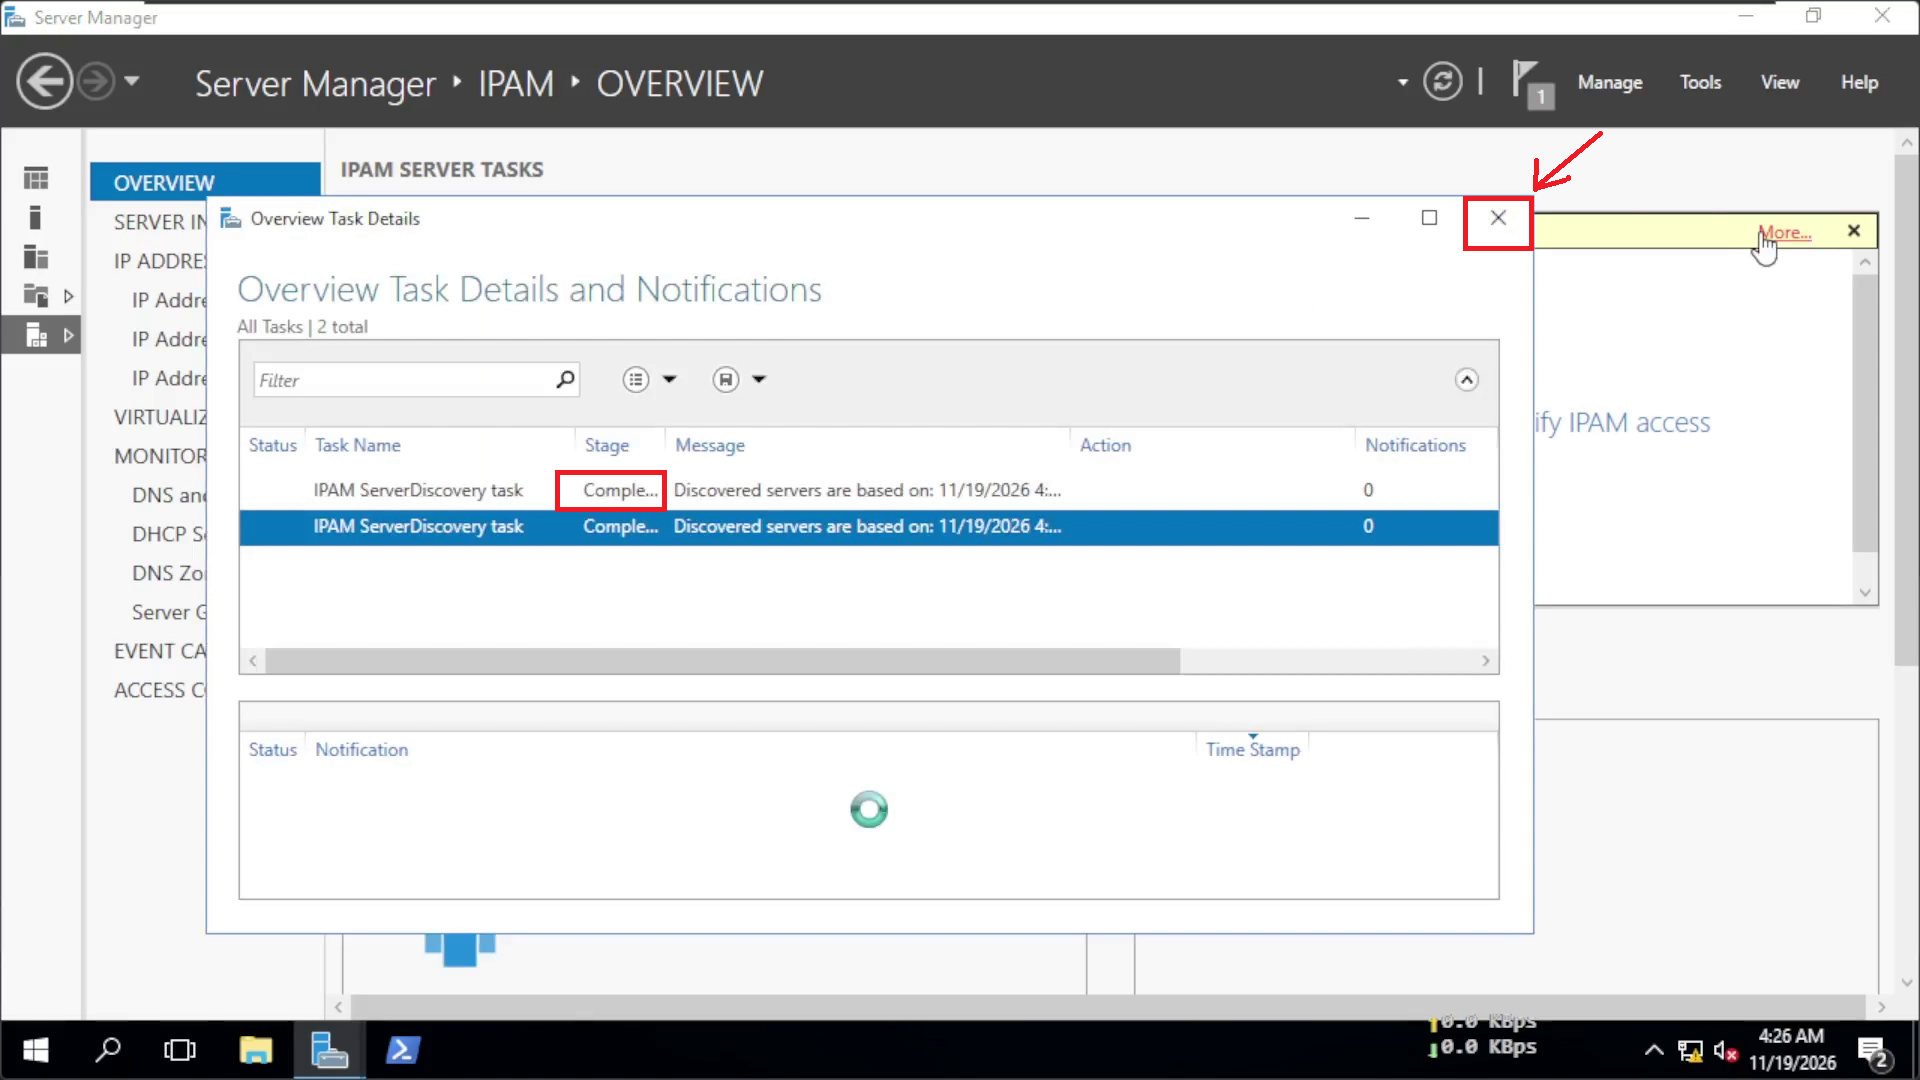 Server Manager
Server Manager ‣ IPAM ‣ OVERVIEW
1
Manage
Tools
View
Help
OVERVIEW
IPAM SERVER TASKS
SERVER IN
IP ADDRES
IP Addre
IP Addre
IP Addre
VIRTUALIZ
MONITOR
DNS and
DHCP Se
DNS Zo
Server G
EVENT CA
ACCESS CO
More...
ify IPAM access
Overview Task Details
Overview Task Details and Notifications
All Tasks | 2 total
Filter
Status Task Name Stage Message Action Notifications
IPAM ServerDiscovery task Comple... Discovered servers are based on: 11/19/2026 4:... 0
IPAM ServerDiscovery task Comple... Discovered servers are based on: 11/19/2026 4:... 0
Status Notification Time Stamp
0.0 KBps
0.0 KBps
4:26 AM
11/19/2026
2